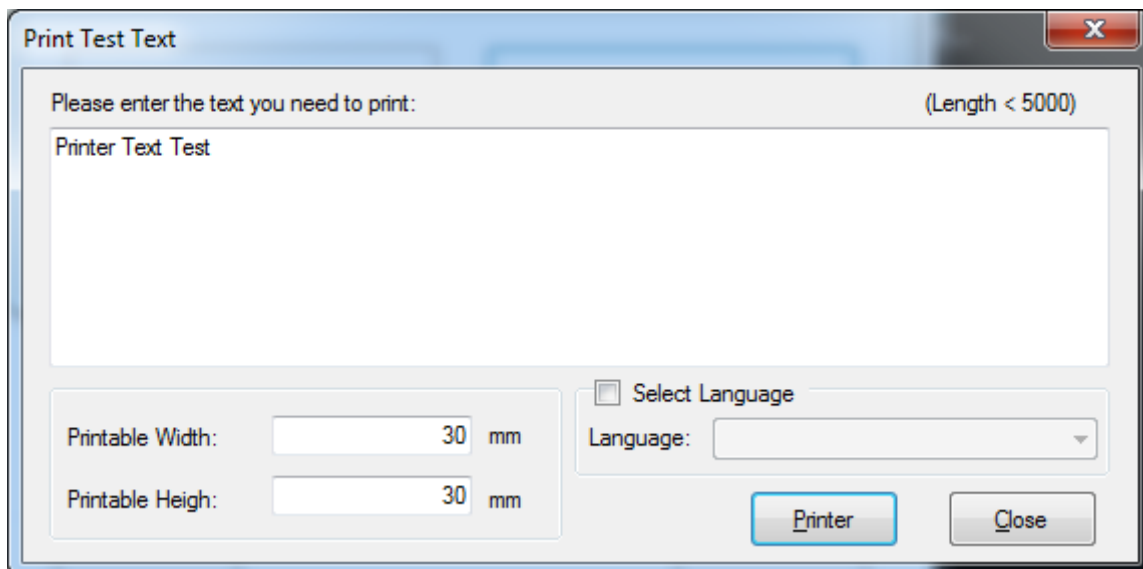 Print Test Text
Please enter the text you need to print: (Length < 5000)
Printer Text Test
Select Language
Printable Width: 30 mm
Language:
Printable Heigh: 30 mm
Printer
Close